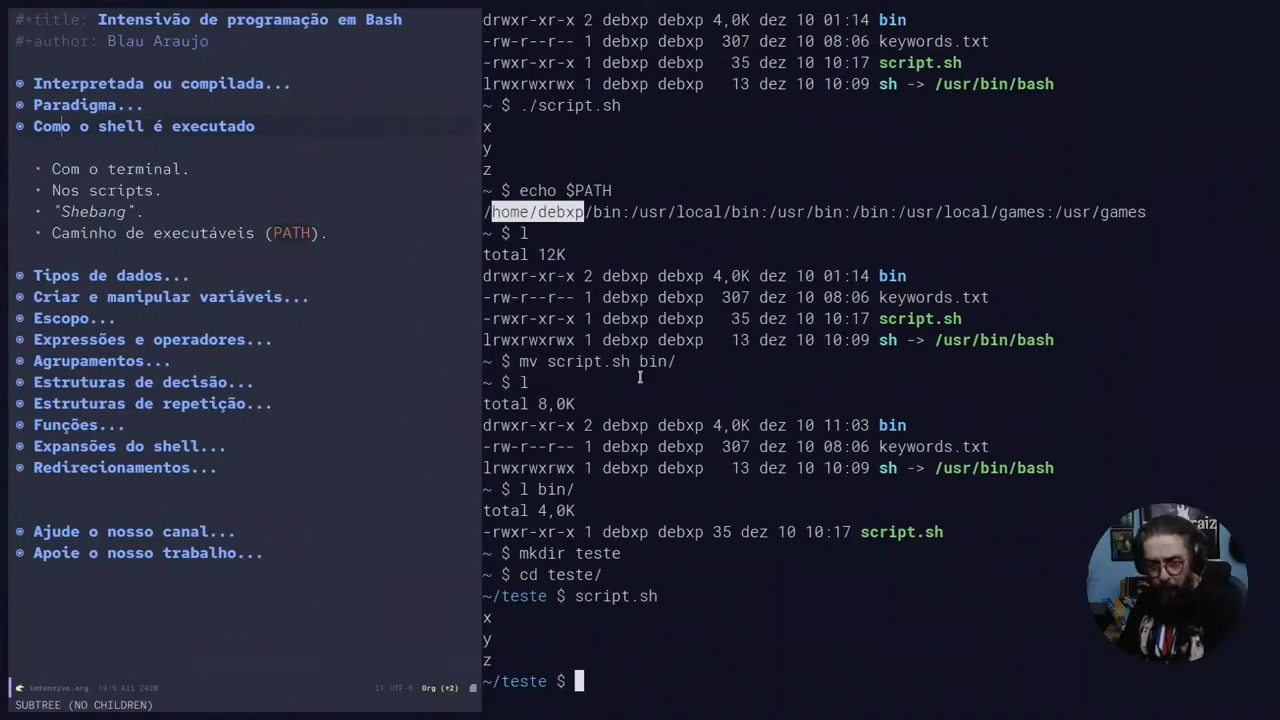 #+title: Intensivão de programação em Bash
#+author: Blau Araujo
Interpretada ou compilada...
Paradigma...
Como o shell é executado
• Com o terminal.
• Nos scripts.
• "Shebang".
• Caminho de executáveis (PATH).
Tipos de dados...
Criar e manipular variáveis...
Escopo...
Expressões e operadores...
Agrupamentos...
Estruturas de decisão...
Estruturas de repetição...
Funções...
Expansões do shell...
Redirecionamentos...
Ajude o nosso canal...
Apoie o nosso trabalho...
intensivo.org 19:5 All 242W LF UTF-8 Org (+2)
SUBTREE (NO CHILDREN)
drwxr-xr-x 2 debxp debxp 4,0K dez 10 01:14 bin
-rw-r--r-- 1 debxp debxp 307 dez 10 08:06 keywords.txt
-rwxr-xr-x 1 debxp debxp 35 dez 10 10:17 script.sh
lrwxrwxrwx 1 debxp debxp 13 dez 10 10:09 sh -> /usr/bin/bash
~ $ ./script.sh
x
y
z
~ $ echo $PATH
/home/debxp/bin:/usr/local/bin:/usr/bin:/bin:/usr/local/games:/usr/games
~ $ l
total 12K
drwxr-xr-x 2 debxp debxp 4,0K dez 10 01:14 bin
-rw-r--r-- 1 debxp debxp 307 dez 10 08:06 keywords.txt
-rwxr-xr-x 1 debxp debxp 35 dez 10 10:17 script.sh
lrwxrwxrwx 1 debxp debxp 13 dez 10 10:09 sh -> /usr/bin/bash
~ $ mv script.sh bin/
~ $ l
total 8,0K
drwxr-xr-x 2 debxp debxp 4,0K dez 10 11:03 bin
-rw-r--r-- 1 debxp debxp 307 dez 10 08:06 keywords.txt
lrwxrwxrwx 1 debxp debxp 13 dez 10 10:09 sh -> /usr/bin/bash
~ $ l bin/
total 4,0K
-rwxr-xr-x 1 debxp debxp 35 dez 10 10:17 script.sh
~ $ mkdir teste
~ $ cd teste/
~/teste $ script.sh
x
y
z
~/teste $